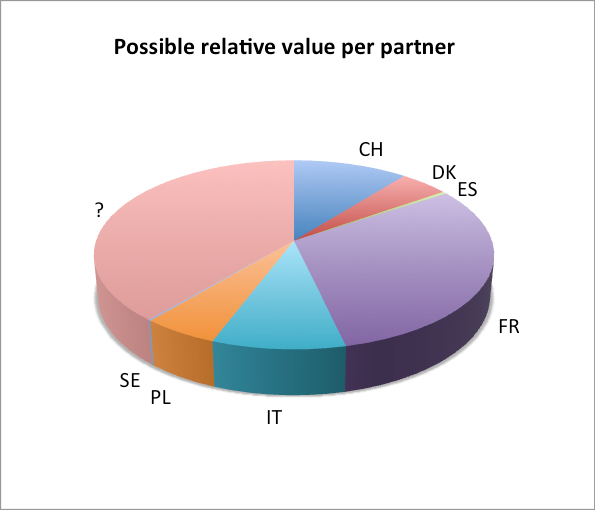 Possible relative value per partner
CH
DK
ES
?
FR
SE
PL
IT